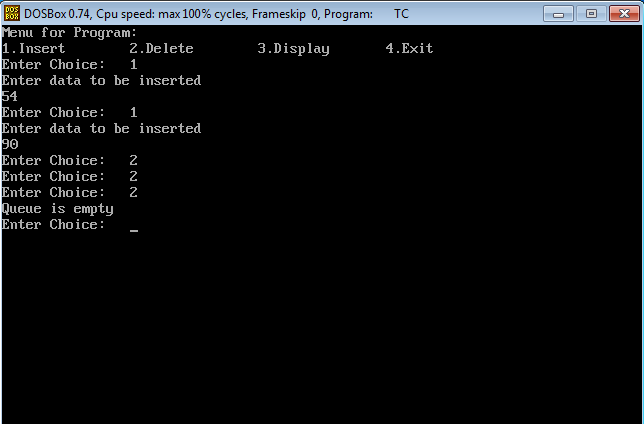 DOS BOX DOSBox 0.74, Cpu speed: max 100% cycles, Frameskip 0, Program: TC
Menu for Program:
1.Insert 2.Delete 3.Display 4.Exit
Enter Choice: 1
Enter data to be inserted
54
Enter Choice: 1
Enter data to be inserted
90
Enter Choice: 2
Enter Choice: 2
Enter Choice: 2
Queue is empty
Enter Choice: _